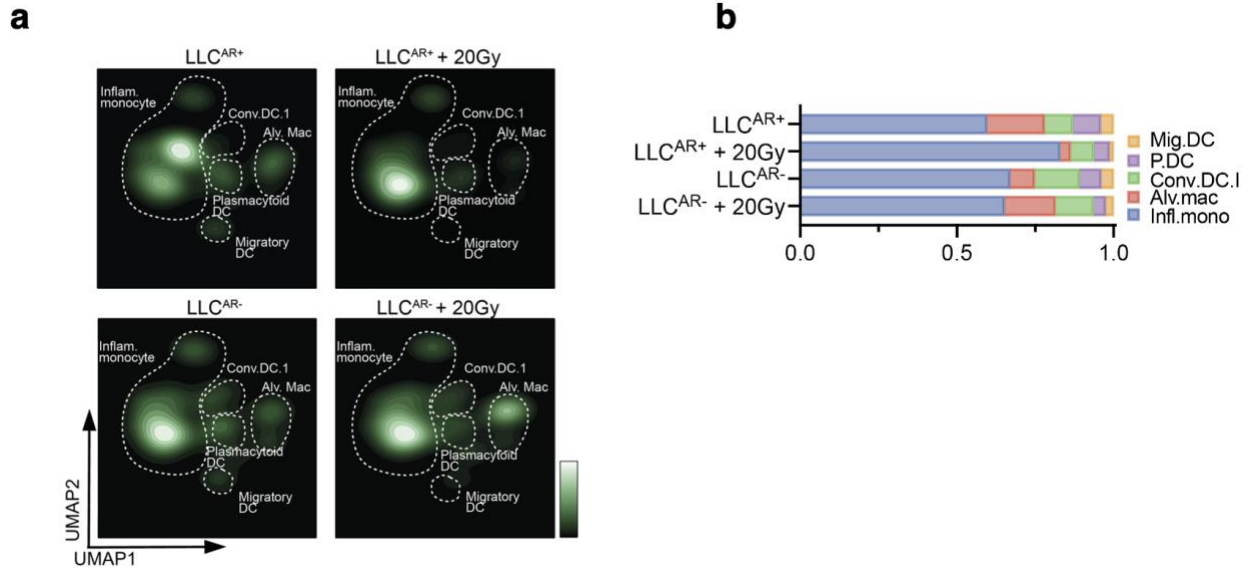 a
LLC^AR+
Inflam.
monocyte
Conv.DC.1
Alv. Mac
Plasmacytoid
DC
Migratory
DC
LLC^AR+ + 20Gy
Inflam.
monocyte
Conv.DC.1
Alv. Mac
Plasmacytoid
DC
Migratory
DC
LLC^AR-
Inflam.
monocyte
Conv.DC.1
Alv. Mac
Plasmacytoid
DC
Migratory
DC
LLC^AR- + 20Gy
Inflam.
monocyte
Conv.DC.1
Alv. Mac
Plasmacytoid
DC
Migratory
DC
UMAP2
UMAP1
b
LLC^AR+
LLC^AR+ + 20Gy
LLC^AR-
LLC^AR- + 20Gy
0.0 0.5 1.0
Mig.DC
P.DC
Conv.DC.I
Alv.mac
Infl.mono